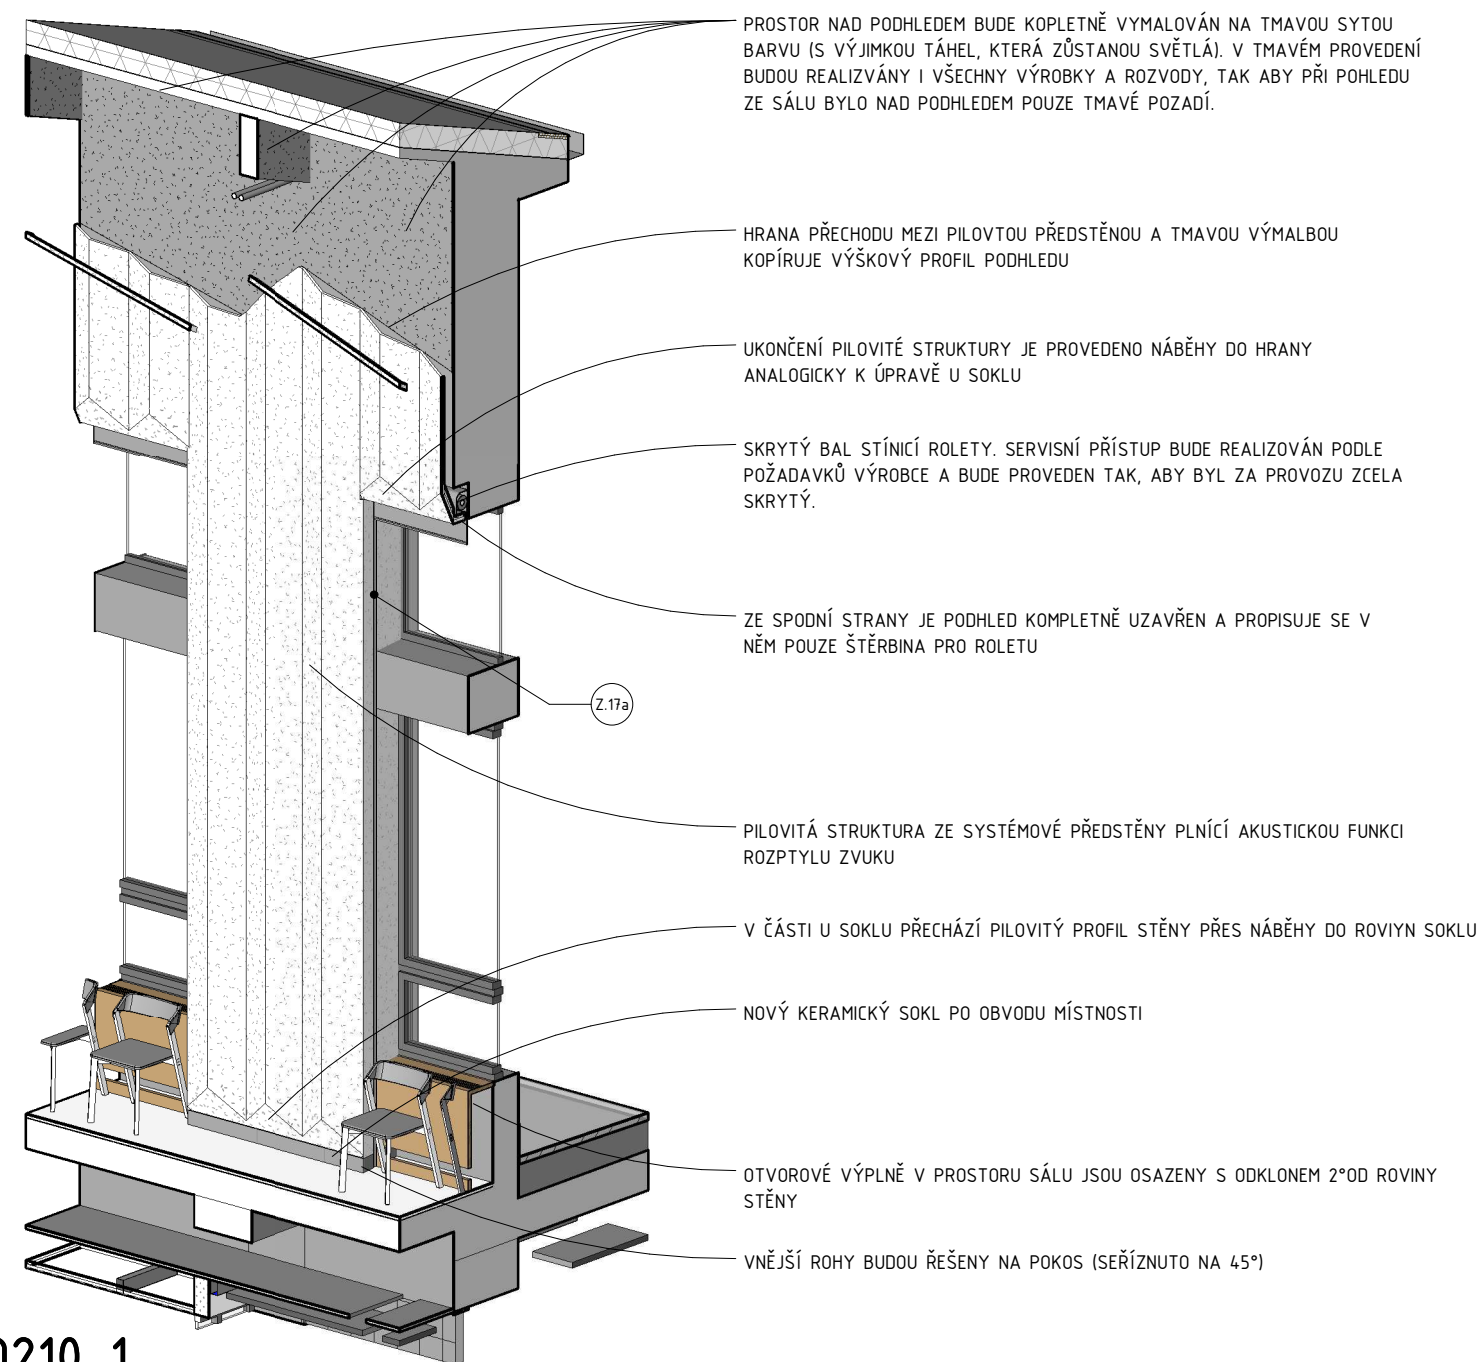 PROSTOR NAD PODHLEDEM BUDE KOPLETNĚ VYMALOVÁN NA TMAVOU SYTOU
BARVU (S VÝJIMKOU TÁHEL, KTERÁ ZŮSTANOU SVĚTLÁ). V TMAVÉM PROVEDENÍ
BUDOU REALIZVÁNY I VŠECHNY VÝROBKY A ROZVODY, TAK ABY PŘI POHLEDU
ZE SÁLU BYLO NAD PODHLEDEM POUZE TMAVÉ POZADÍ.
HRANA PŘECHODU MEZI PILOVTOU PŘEDSTĚNOU A TMAVOU VÝMALBOU
KOPÍRUJE VÝŠKOVÝ PROFIL PODHLEDU
UKONČENÍ PILOVITÉ STRUKTURY JE PROVEDENO NÁBĚHY DO HRANY
ANALOGICKY K ÚPRAVĚ U SOKLU
SKRYTÝ BAL STÍNICÍ ROLETY. SERVISNÍ PŘÍSTUP BUDE REALIZOVÁN PODLE
POŽADAVKŮ VÝROBCE A BUDE PROVEDEN TAK, ABY BYL ZA PROVOZU ZCELA
SKRYTÝ.
ZE SPODNÍ STRANY JE PODHLED KOMPLETNĚ UZAVŘEN A PROPISUJE SE V
NĚM POUZE ŠTĚRBINA PRO ROLETU
Z.17a
PILOVITÁ STRUKTURA ZE SYSTÉMOVÉ PŘEDSTĚNY PLNÍCÍ AKUSTICKOU FUNKCI
ROZPTYLU ZVUKU
V ČÁSTI U SOKLU PŘECHÁZÍ PILOVITÝ PROFIL STĚNY PŘES NÁBĚHY DO ROVIYN SOKLU
NOVÝ KERAMICKÝ SOKL PO OBVODU MÍSTNOSTI
OTVOROVÉ VÝPLNĚ V PROSTORU SÁLU JSOU OSAZENY S ODKLONEM 2°OD ROVINY
STĚNY
VNĚJŠÍ ROHY BUDOU ŘEŠENY NA POKOS (SEŘÍZNUTO NA 45°)